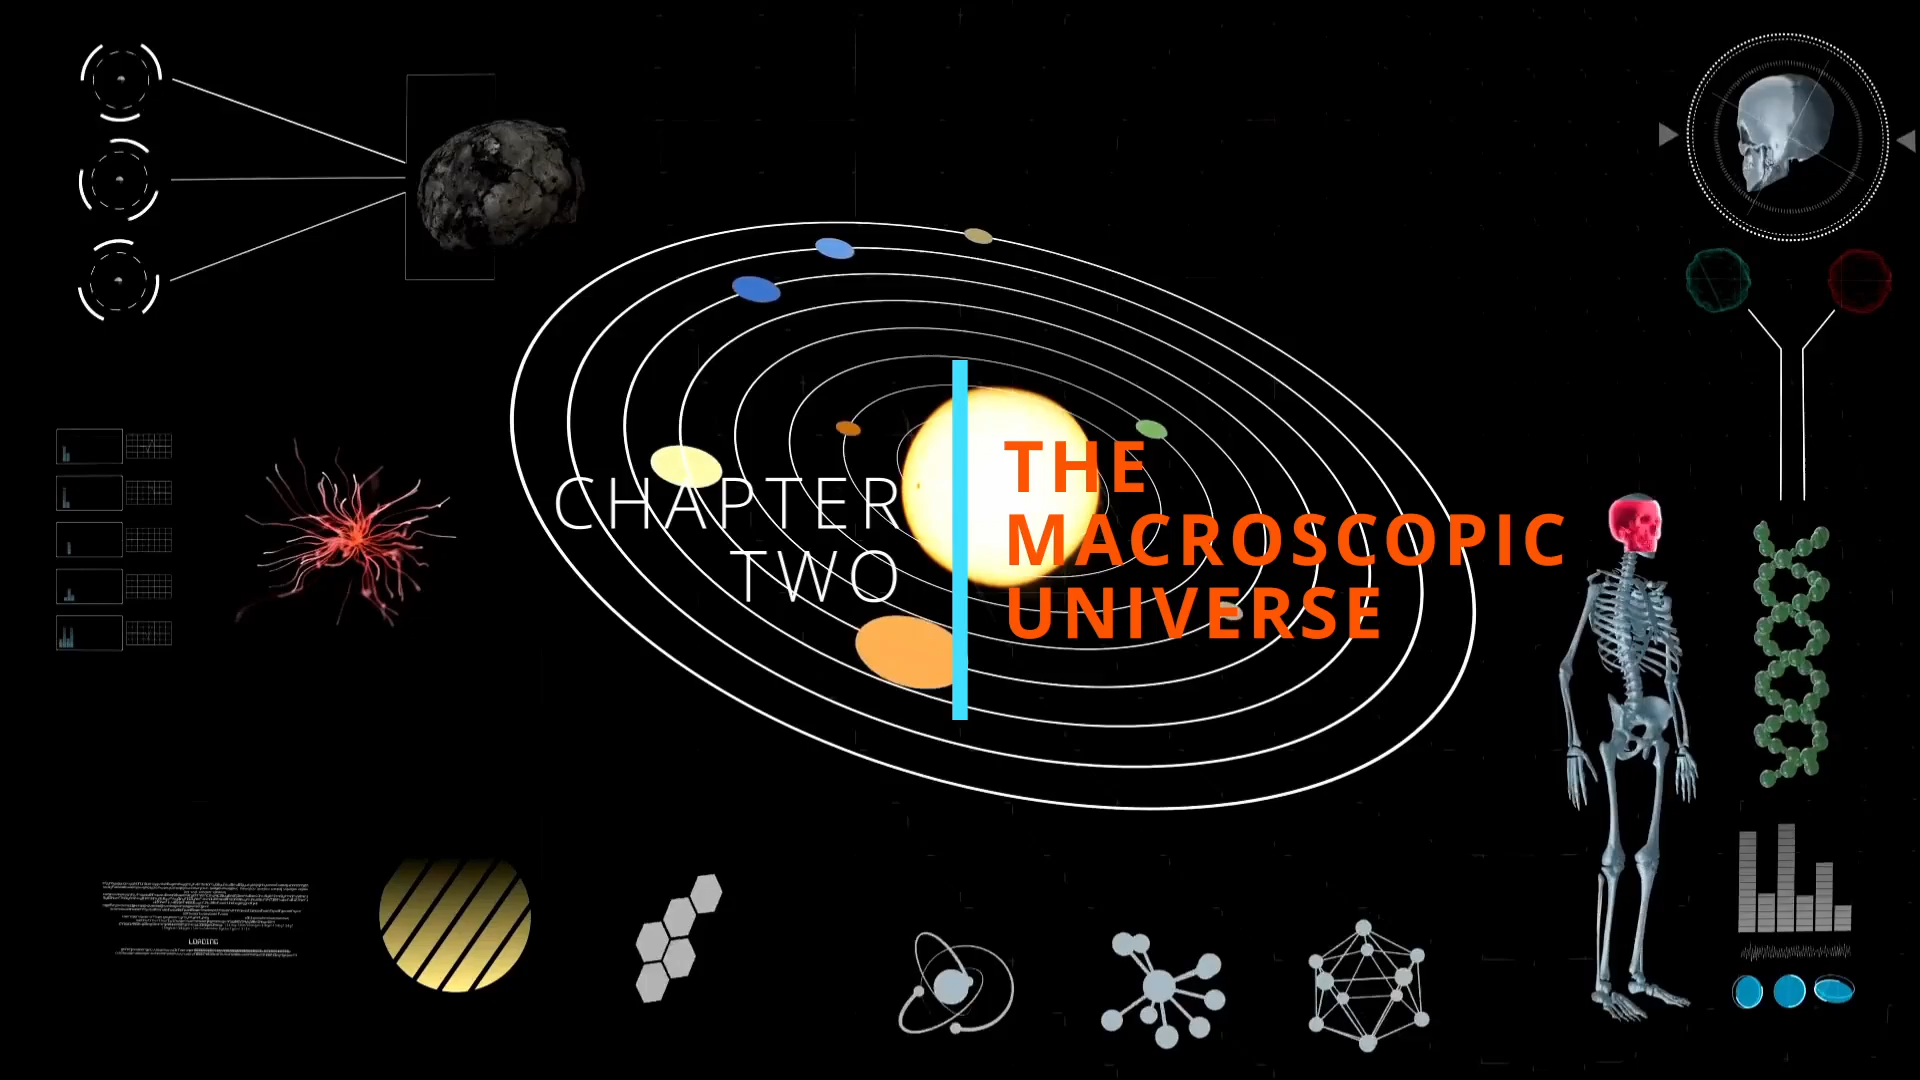 CHAPTER
TWO
THE
MACROSCOPIC
UNIVERSE
LOADING